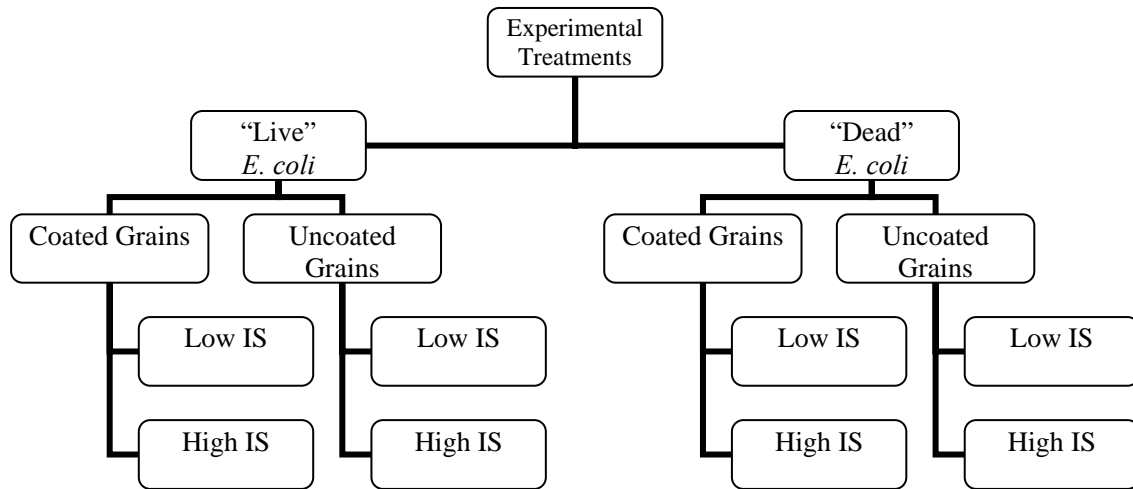 Experimental
Treatments
“Live”
E. coli
“Dead”
E. coli
Coated Grains
Uncoated
Grains
Coated Grains
Uncoated
Grains
Low IS
Low IS
Low IS
Low IS
High IS
High IS
High IS
High IS